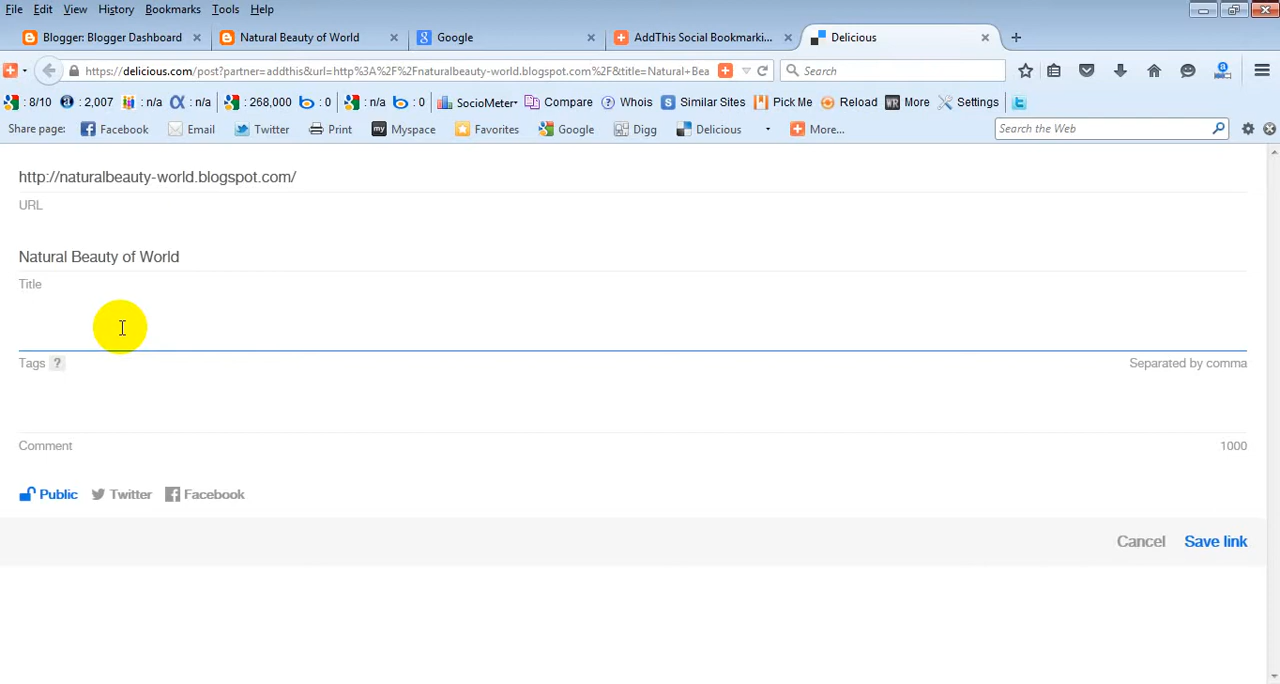 File Edit View History Bookmarks Tools Help
Blogger: Blogger Dashboard × Natural Beauty of World × Google × AddThis Social Bookmarki... × Delicious × +
https://delicious.com/post?partner=addthis&url=http%3A%2F%2Fnaturalbeauty-world.blogspot.com%2F&title=Natural+Bea Search
: 8/10 : 2,007 : n/a : n/a : 268,000 : 0 : n/a : 0 SocioMeter Compare Whois Similar Sites Pick Me Reload More Settings
Share page: Facebook Email Twitter Print Myspace Favorites Google Digg Delicious More... Search the Web
http://naturalbeauty-world.blogspot.com/
URL
Natural Beauty of World
Title
Tags ? Separated by comma
Comment 1000
Public Twitter Facebook
Cancel Save link